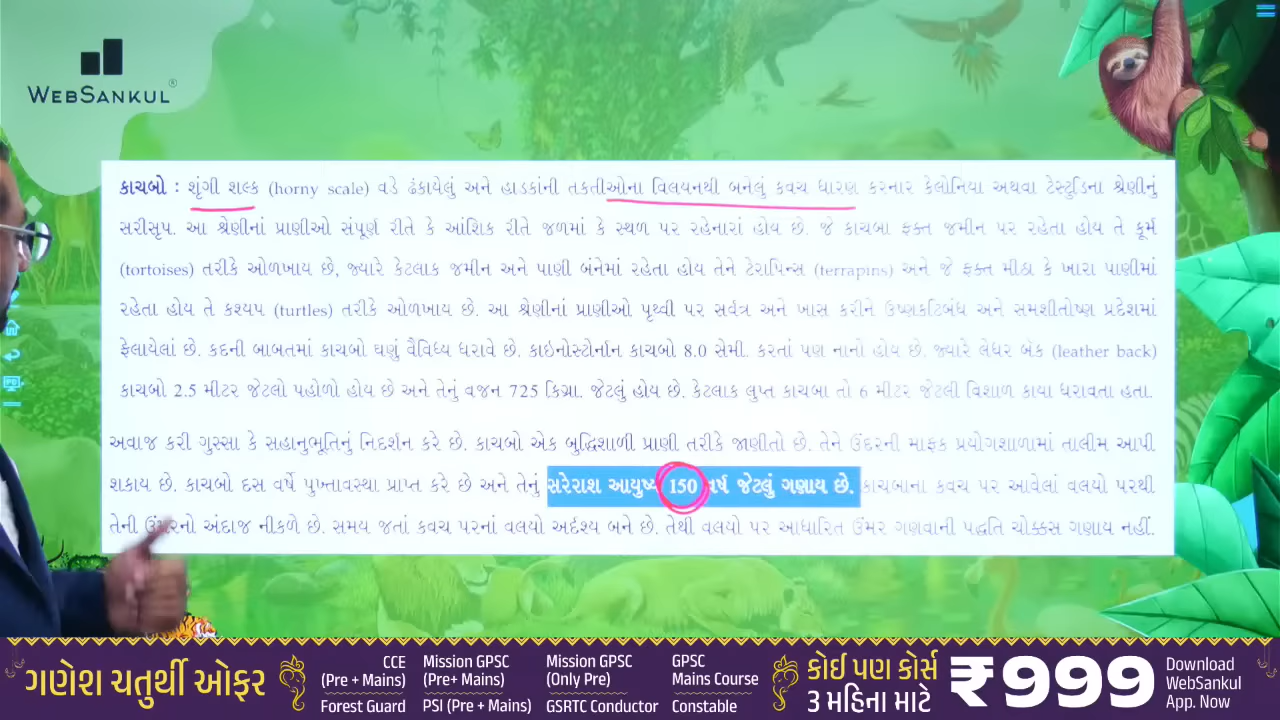 WEBSANKUL®
કાચબો : શૃંગી શલ્ક (horny scale) વડે ઢંકાયેલું અને હાડકાંની તકતીઓના વિલયનથી બનેલું કવચ ધારણ કરનાર કેલોનિયા અથવા ટેસ્ટુડિના શ્રેણીનું
સરીસૃપ. આ શ્રેણીનાં પ્રાણીઓ સંપૂર્ણ રીતે કે આંશિક રીતે જળમાં કે સ્થળ પર રહેનારાં હોય છે. જે કાચબા ફક્ત જમીન પર રહેતા હોય તે કૂર્મ
(tortoises) તરીકે ઓળખાય છે, જ્યારે કેટલાક જમીન અને પાણી બંનેમાં રહેતા હોય તેને ટેરાપિન્સ (terrapins) અને જે ફક્ત મીઠા કે ખારા પાણીમાં
રહેતા હોય તે કશ્યપ (turtles) તરીકે ઓળખાય છે. આ શ્રેણીનાં પ્રાણીઓ પૃથ્વી પર સર્વત્ર અને ખાસ કરીને ઉષ્ણકટિબંધ અને સમશીતોષ્ણ પ્રદેશમાં
ફેલાયેલાં છે. કદની બાબતમાં કાચબો ઘણું વૈવિધ્ય ધરાવે છે. કાઇનોસ્ટોર્નાન કાચબો 8.0 સેમી. કરતાં પણ નાનો હોય છે. જ્યારે લેધર બૅક (leather back)
કાચબો 2.5 મીટર જેટલો પહોળો હોય છે અને તેનું વજન 725 કિગ્રા. જેટલું હોય છે. કેટલાક લુપ્ત કાચબા તો 6 મીટર જેટલી વિશાળ કાયા ધરાવતા હતા.
અવાજ કરી ગુસ્સા કે સહાનુભૂતિનું નિદર્શન કરે છે. કાચબો એક બુદ્ધિશાળી પ્રાણી તરીકે જાણીતો છે. તેને ઉંદરની માફક પ્રયોગશાળામાં તાલીમ આપી
શકાય છે. કાચબો દસ વર્ષે પુખ્તાવસ્થા પ્રાપ્ત કરે છે અને તેનું સરેરાશ આયુષ્ય 150 વર્ષ જેટલું ગણાય છે. કાચબાના કવચ પર આવેલાં વલયો પરથી
તેની ઉંમરનો અંદાજ નીકળે છે. સમય જતાં કવચ પરનાં વલયો અર્દશ્ય બને છે. તેથી વલયો પર આધારિત ઉંમર ગણવાની પદ્ધતિ ચોક્કસ ગણાય નહીં.
ગણેશ ચતુર્થી ઓફર
CCE
(Pre + Mains)
Forest Guard
Mission GPSC
(Pre+ Mains)
PSI (Pre + Mains)
Mission GPSC
(Only Pre)
GSRTC Conductor
GPSC
Mains Course
Constable
કોઈ પણ કોર્સ
3 મહિના માટે
₹999
Download
WebSankul
App. Now